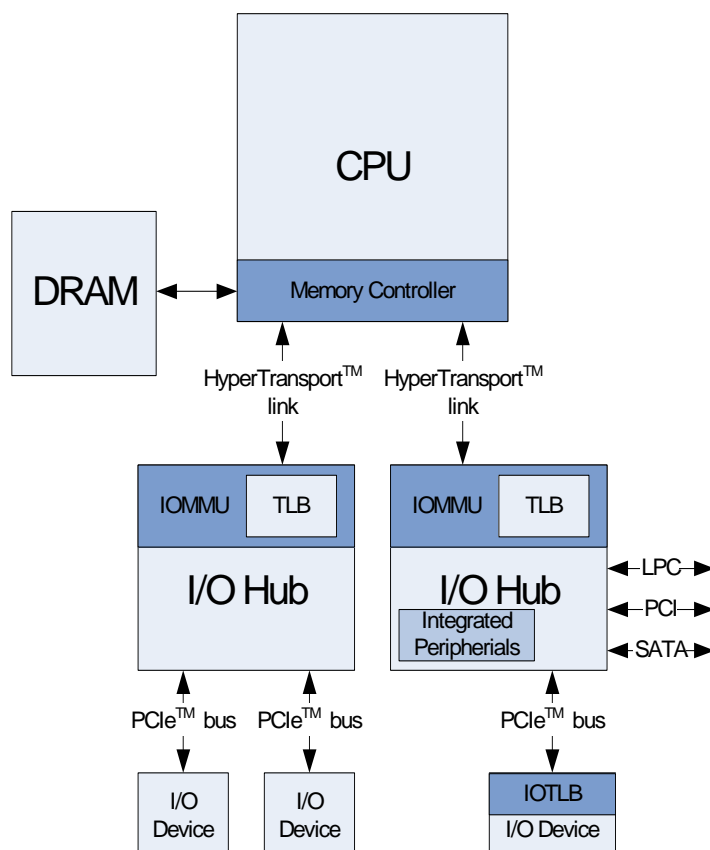 CPU
DRAM
Memory Controller
HyperTransport™
link
HyperTransport™
link
IOMMU
TLB
IOMMU
TLB
I/O Hub
I/O Hub
Integrated
Peripherials
LPC
PCI
SATA
PCIe™ bus
PCIe™ bus
PCIe™ bus
I/O
Device
I/O
Device
IOTLB
I/O Device